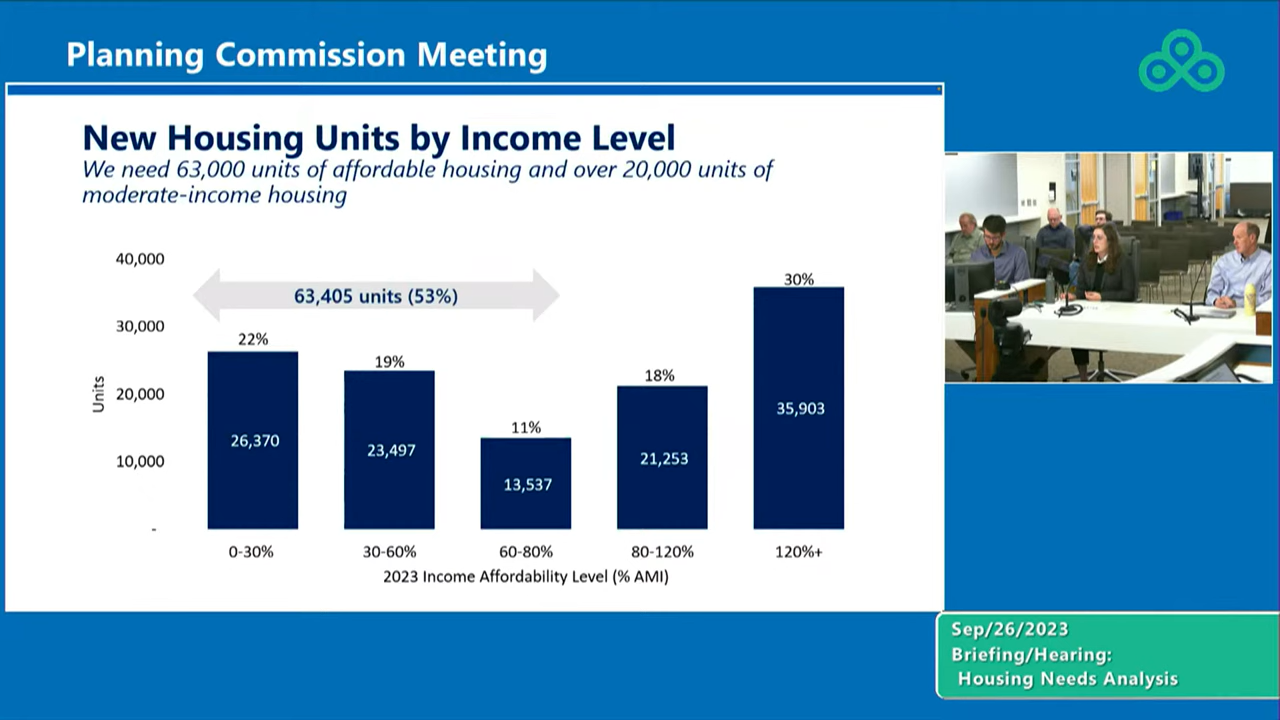 Planning Commission Meeting
New Housing Units by Income Level
We need 63,000 units of affordable housing and over 20,000 units of
moderate-income housing
40,000
30,000
20,000
10,000
-
Units
63,405 units (53%)
22%
19%
11%
18%
30%
26,370
23,497
13,537
21,253
35,903
0-30%
30-60%
60-80%
80-120%
120%+
2023 Income Affordability Level (% AMI)
Sep/26/2023
Briefing/Hearing:
Housing Needs Analysis